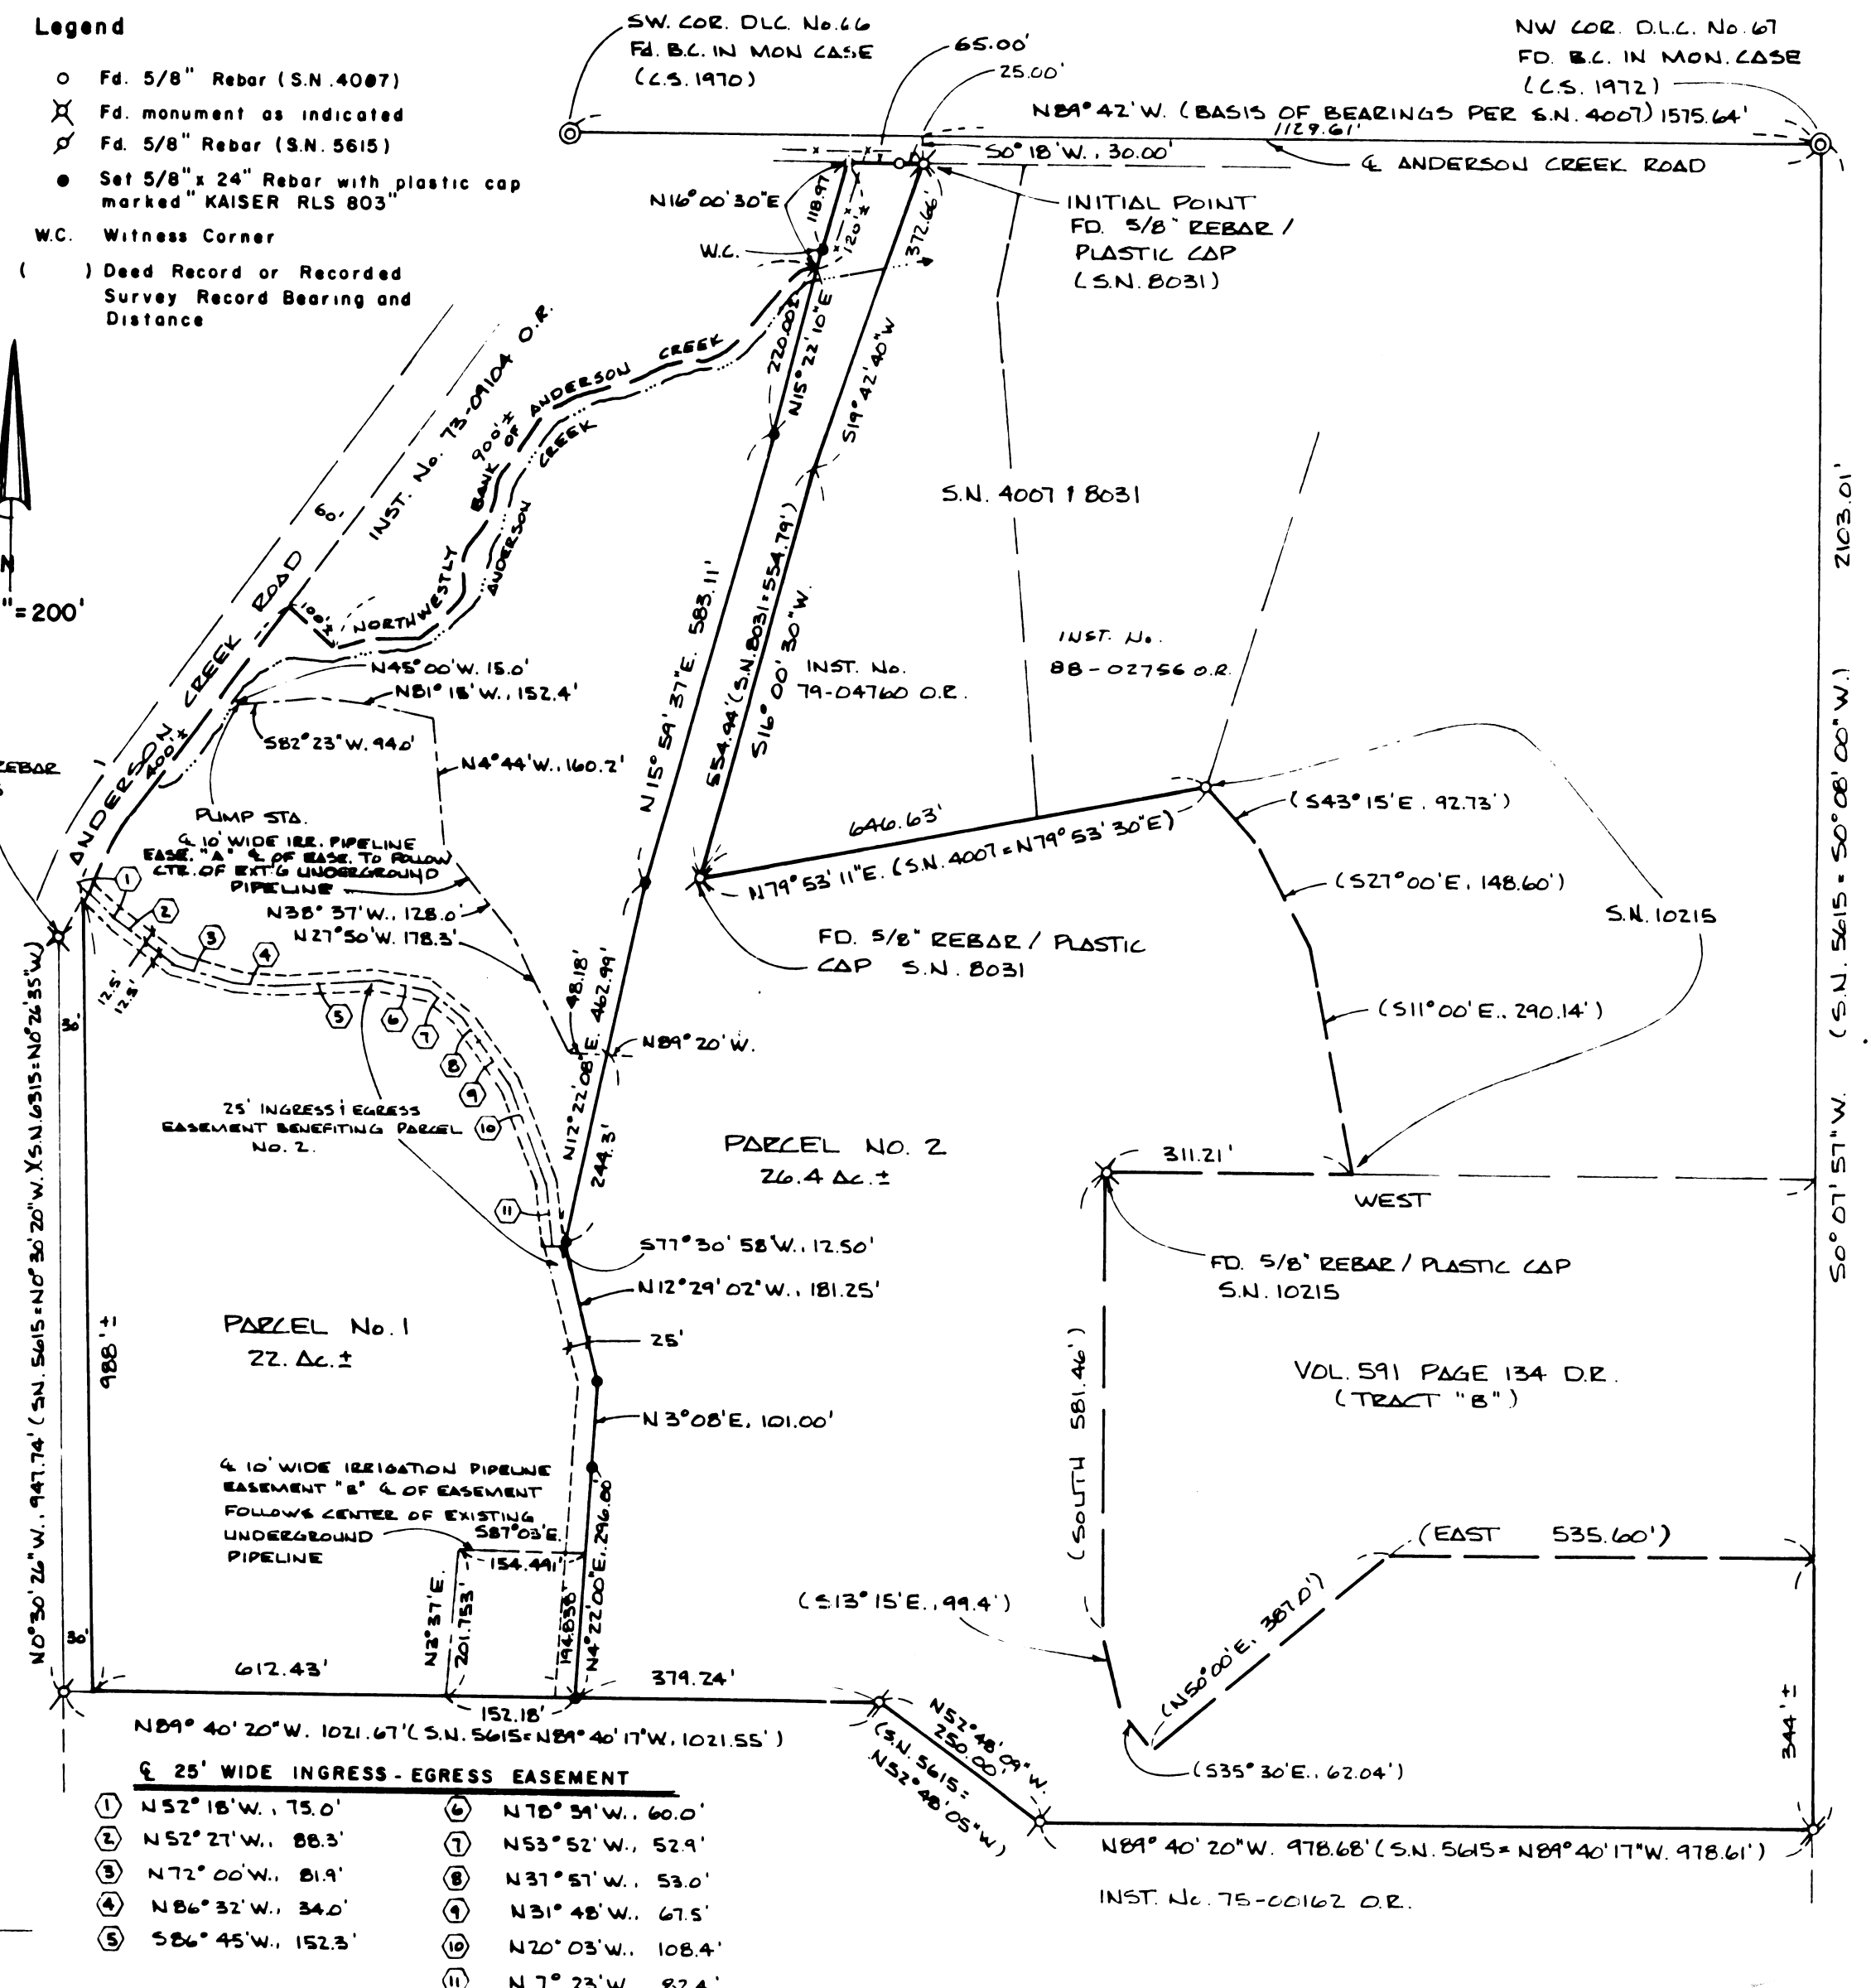 Legend
Fd. 5/8" Rebar (S.N. 4007)
Fd. monument as indicated
Fd. 5/8" Rebar (S.N. 5615)
Set 5/8" x 24" Rebar with plastic cap
marked "KAISER RLS 803"
W.C. Witness Corner
( ) Deed Record or Recorded
Survey Record Bearing and
Distance
SW. COR. DLC. No. 66
Fd. B.C. IN MON CASE
(C.S. 1970)
65.00'
25.00'
NW COR. D.L.C. No. 67
FD. B.C. IN MON. CASE
(C.S. 1972)
N89°42'W. (BASIS OF BEARINGS PER S.N. 4007) 1575.64'
1129.61'
S0°18'W., 30.00'
℄ ANDERSON CREEK ROAD
N16°00'30"E
118.97'
120'±
372.66'
W.C.
INITIAL POINT
FD. 5/8" REBAR /
PLASTIC CAP
(S.N. 8031)
220.00'±
N15°22'10"E
S19°42'40"W
INST. No. 73-09104 O.R.
60'
NORTHWESTLY BANK OF ANDERSON CREEK
900'±
ANDERSON CREEK
100'±
N
"=200'
ANDERSON CREEK ROAD
400'±
S.N. 4007 & 8031
2103.01'
N15°59'37"E. 583.11'
554.94' (S.N. 8031=554.79')
S16°00'30"W.
INST. No.
79-04760 O.R.
INST. No.
88-02756 O.R.
N45°00'W. 15.0'
N81°18'W., 152.4'
S82°23"W. 94.0'
N4°44'W., 160.2'
REBAR
PUMP STA.
℄ 10' WIDE IRR. PIPELINE
EASE. "A" ℄ OF EASE. TO FOLLOW
CTR. OF EXT'G UNDERGROUND
PIPELINE
N38°37'W., 128.0'
N27°50'W. 178.3'
646.63'
N79°53'11"E. (S.N. 4007=N79°53'30"E)
(S43°15'E. 92.73')
(S27°00'E, 148.60')
S.N. 10215
(S11°00'E., 290.14')
FD. 5/8" REBAR / PLASTIC
CAP S.N. 8031
1
2
3
4
5
6
7
8
9
10
11
12.5'
12.5'
30'
48.18'
N12°22'08"E. 462.99'
244.3'
N89°20'W.
25' INGRESS & EGRESS
EASEMENT BENEFITING PARCEL
No. 2.
PARCEL NO. 2
26.4 Ac.±
311.21'
WEST
S77°30'58"W., 12.50'
N12°29'02"W., 181.25'
25'
FD. 5/8" REBAR / PLASTIC CAP
S.N. 10215
S0°07'57"W. (S.N. 5615=S0°08'00"W.)
N0°30'26"W., 947.74' (SN. 5615=N0°30'20"W.)(S.N. 6315=N0°26'35"W)
988'±
PARCEL No. 1
22. Ac.±
VOL. 591 PAGE 134 D.R.
(TRACT "B")
(SOUTH 581.46')
N3°08'E. 101.00'
℄ 10' WIDE IRRIGATION PIPELINE
EASEMENT "B" ℄ OF EASEMENT
FOLLOWS CENTER OF EXISTING
UNDERGROUND
PIPELINE
S87°03'E.
154.491'
N3°37'E.
201.753'
194.838'
N4°22'00"E. 296.80'
(EAST 535.60')
(S13°15'E., 99.4')
(N50°00'E. 387.0')
344'±
30'
612.43'
379.24'
152.18'
N89°40'20"W. 1021.67' (S.N. 5615=N89°40'17"W, 1021.55')
N52°48'09"W.
250.00'
(S.N. 5615=
N52°48'05"W)
(S35°30'E., 62.04')
N89°40'20"W. 978.68' (S.N. 5615=N89°40'17"W. 978.61')
INST. No. 75-00162 O.R.
℄ 25' WIDE INGRESS-EGRESS EASEMENT
1 N52°18'W., 75.0'
2 N52°27'W., 88.3'
3 N72°00'W., 81.9'
4 N86°32'W., 34.0'
5 S86°45'W., 152.3'
6 N78°39'W., 60.0'
7 N53°52'W., 52.9'
8 N37°57'W., 53.0'
9 N31°48'W., 67.5'
10 N20°03'W., 108.4'
11 N7°23'W. 82.4'